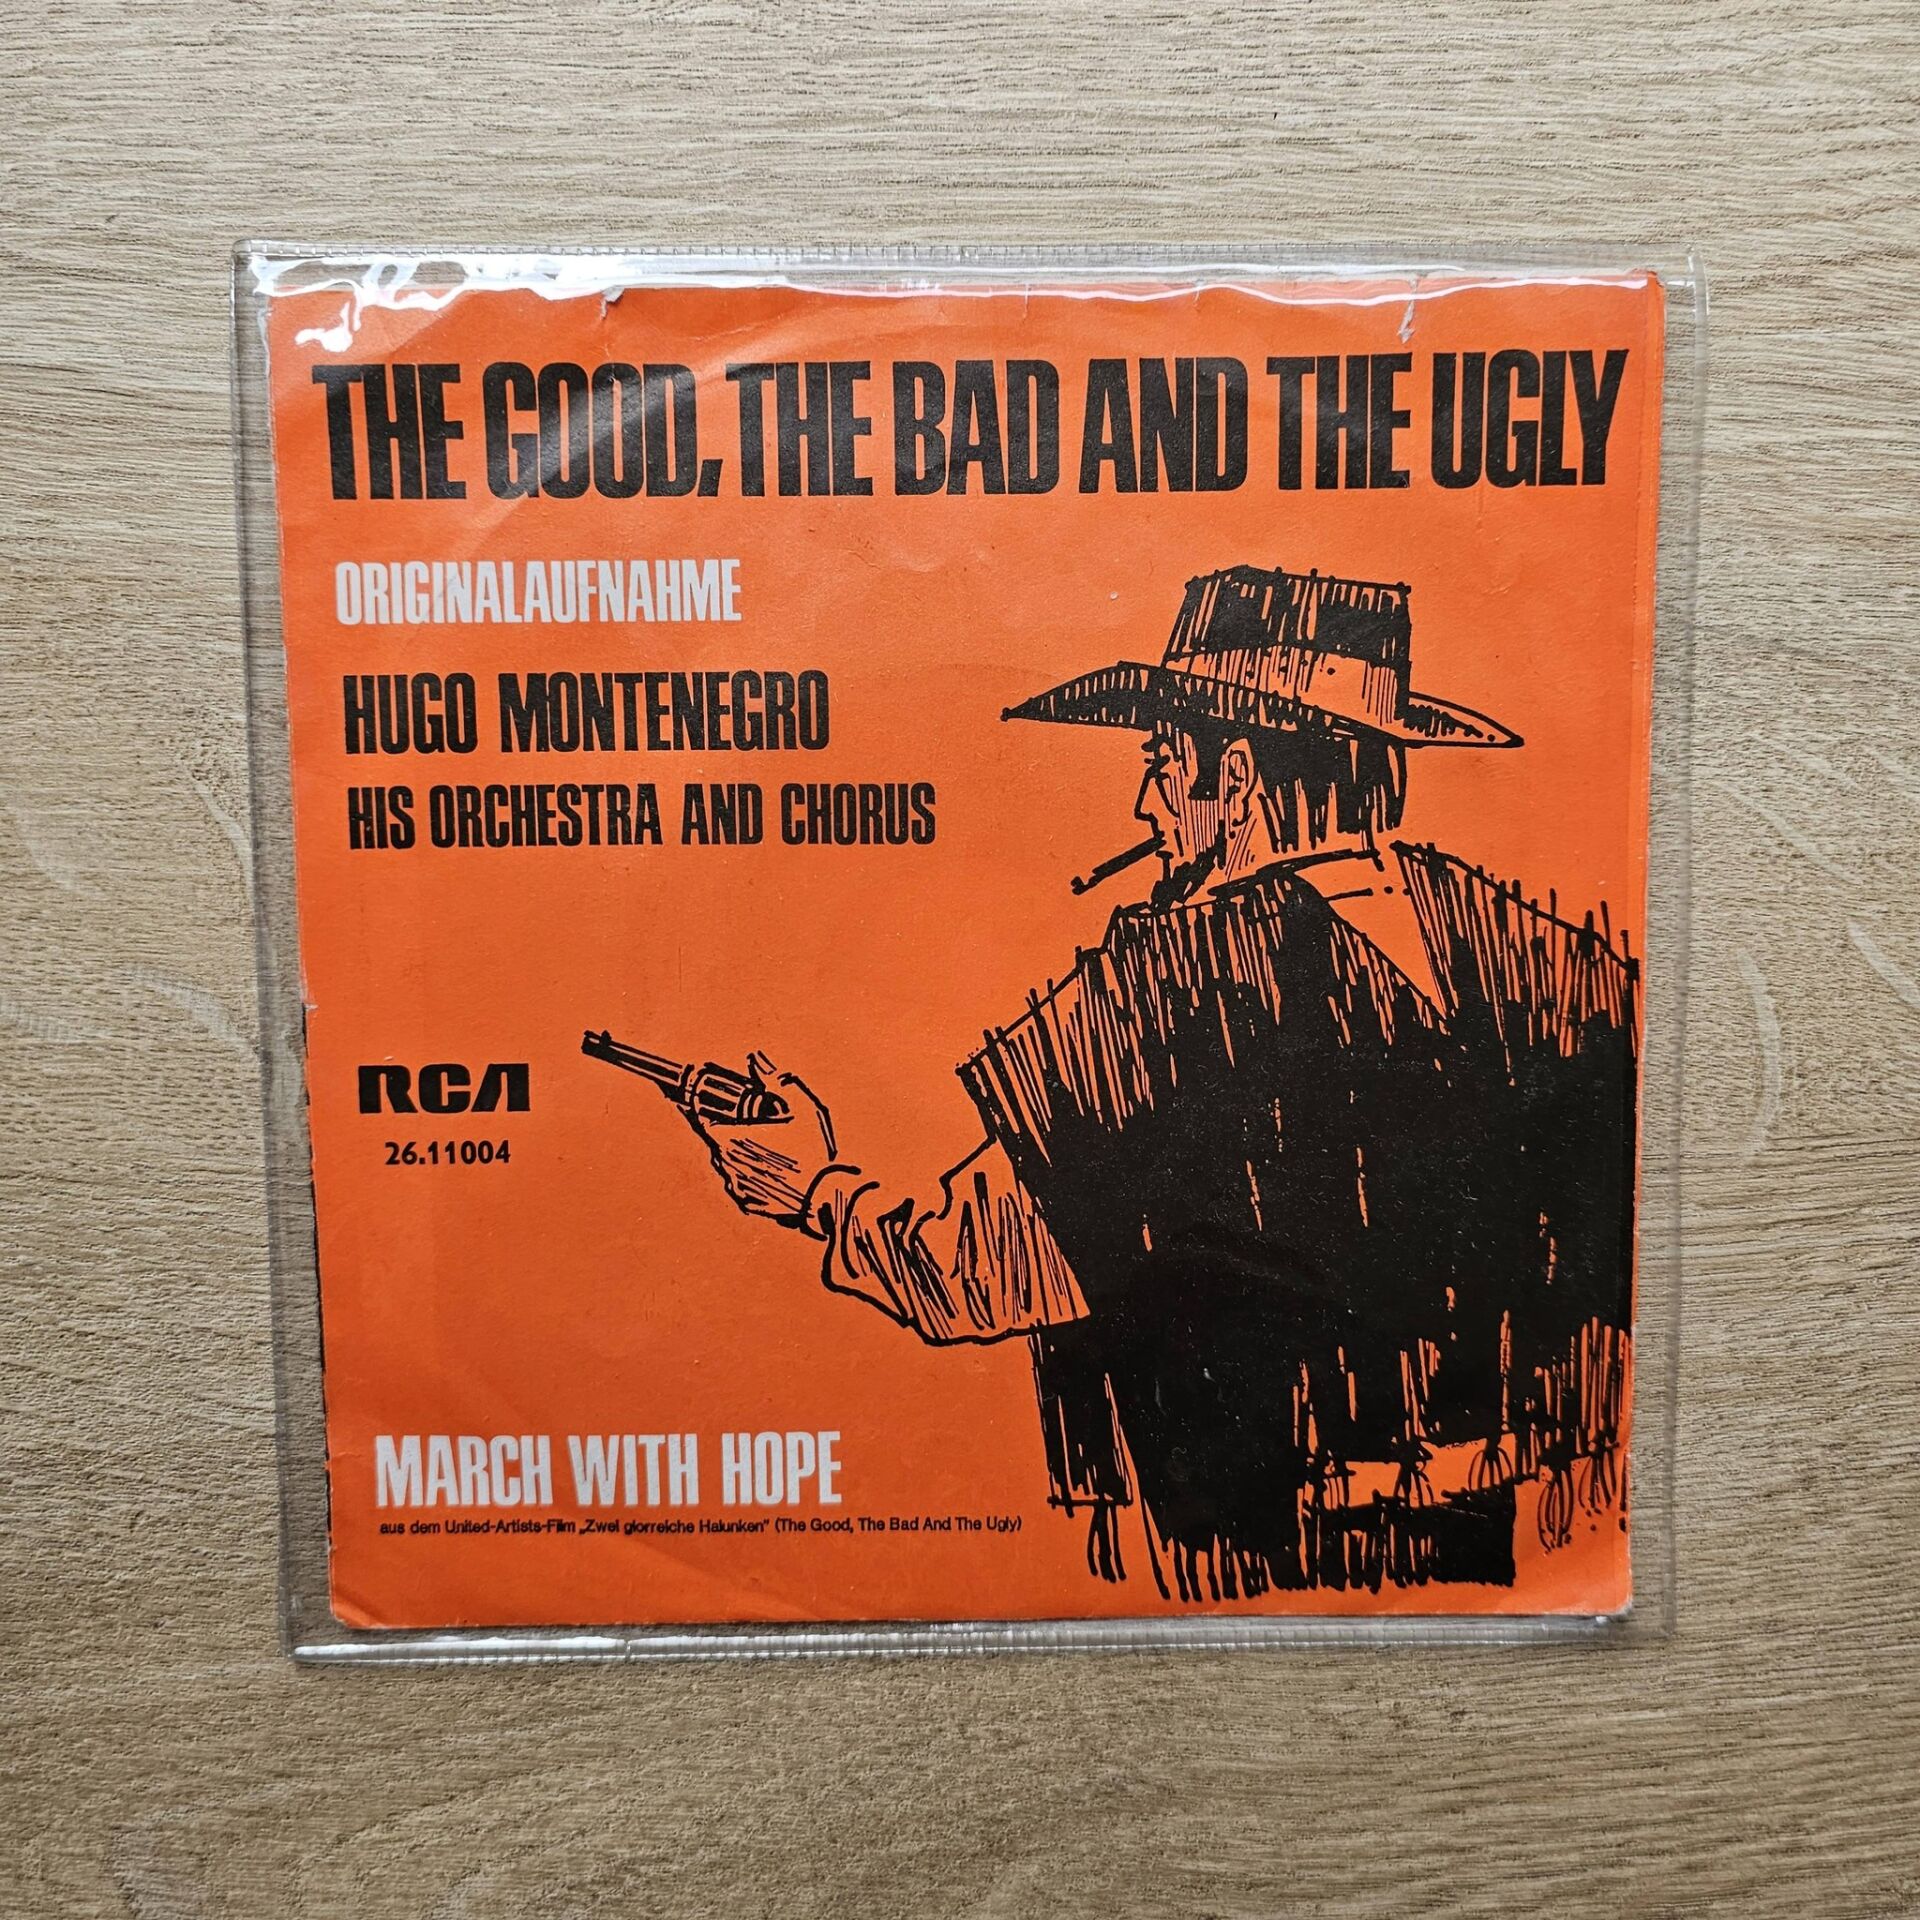 THE GOOD, THE BAD AND THE UGLY
ORIGINALAUFNAHME
HUGO MONTENEGRO
HIS ORCHESTRA AND CHORUS
RCA
26.11004
MARCH WITH HOPE
aus dem United-Artists-Film „Zwei glorreiche Halunken" (The Good, The Bad And The Ugly)